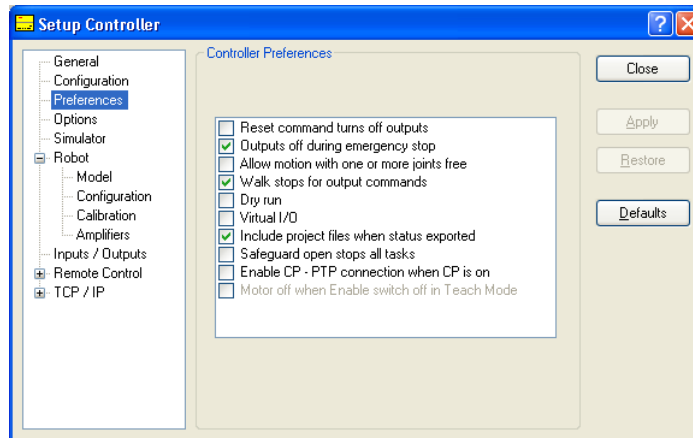 Setup Controller
General
Configuration
Preferences
Options
Simulator
Robot
Model
Configuration
Calibration
Amplifiers
Inputs / Outputs
Remote Control
TCP / IP
Controller Preferences
Reset command turns off outputs
Outputs off during emergency stop
Allow motion with one or more joints free
Walk stops for output commands
Dry run
Virtual I/O
Include project files when status exported
Safeguard open stops all tasks
Enable CP - PTP connection when CP is on
Motor off when Enable switch off in Teach Mode
Close
Apply
Restore
Defaults